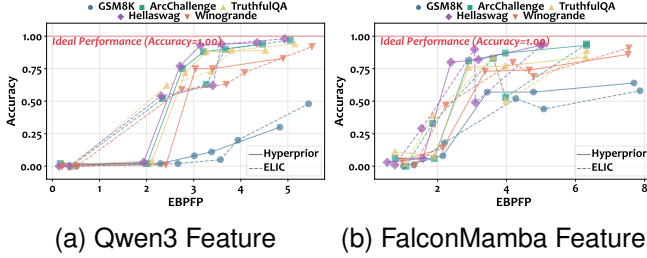 GSM8K ArcChallenge TruthfulQA
Hellaswag Winogrande
Ideal Performance (Accuracy=1.00)
Accuracy
1.00
0.75
0.50
0.25
0.00
Hyperprior
ELIC
0 1 2 3 4 5
EBPFP
(a) Qwen3 Feature
GSM8K ArcChallenge TruthfulQA
Hellaswag Winogrande
Ideal Performance (Accuracy=1.00)
Accuracy
1.00
0.75
0.50
0.25
0.00
Hyperprior
ELIC
2 4 6 8
EBPFP
(b) FalconMamba Feature